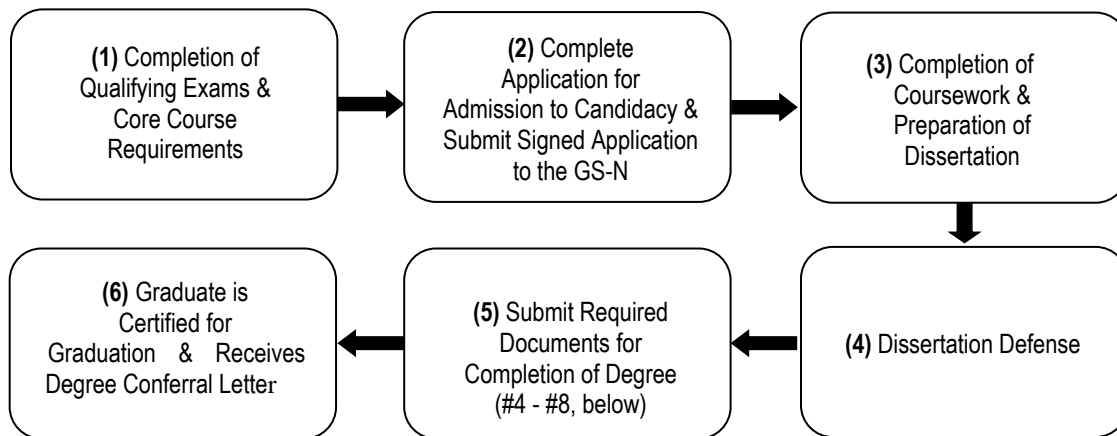 (1) Completion of
Qualifying Exams &
Core Course
Requirements
(2) Complete
Application for
Admission to Candidacy &
Submit Signed Application
to the GS-N
(3) Completion of
Coursework &
Preparation of
Dissertation
(4) Dissertation Defense
(5) Submit Required
Documents for
Completion of Degree
(#4 - #8, below)
(6) Graduate is
Certified for
Graduation & Receives
Degree Conferral Letter